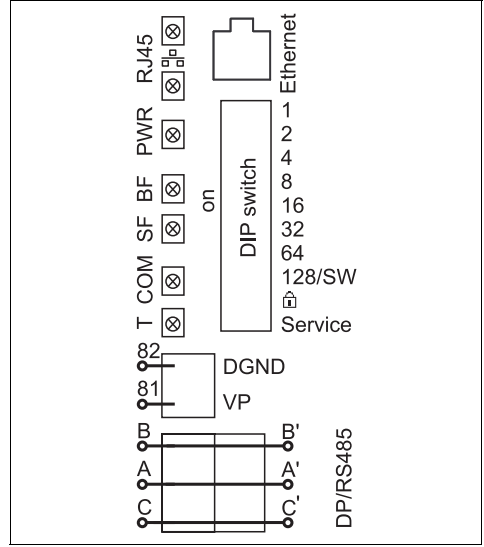 RJ45
Ethernet
PWR
BF
SF
COM
T
on
DIP switch
1
2
4
8
16
32
64
128/SW
Service
82
DGND
81
VP
B
B'
A
A'
C
C'
DP/RS485